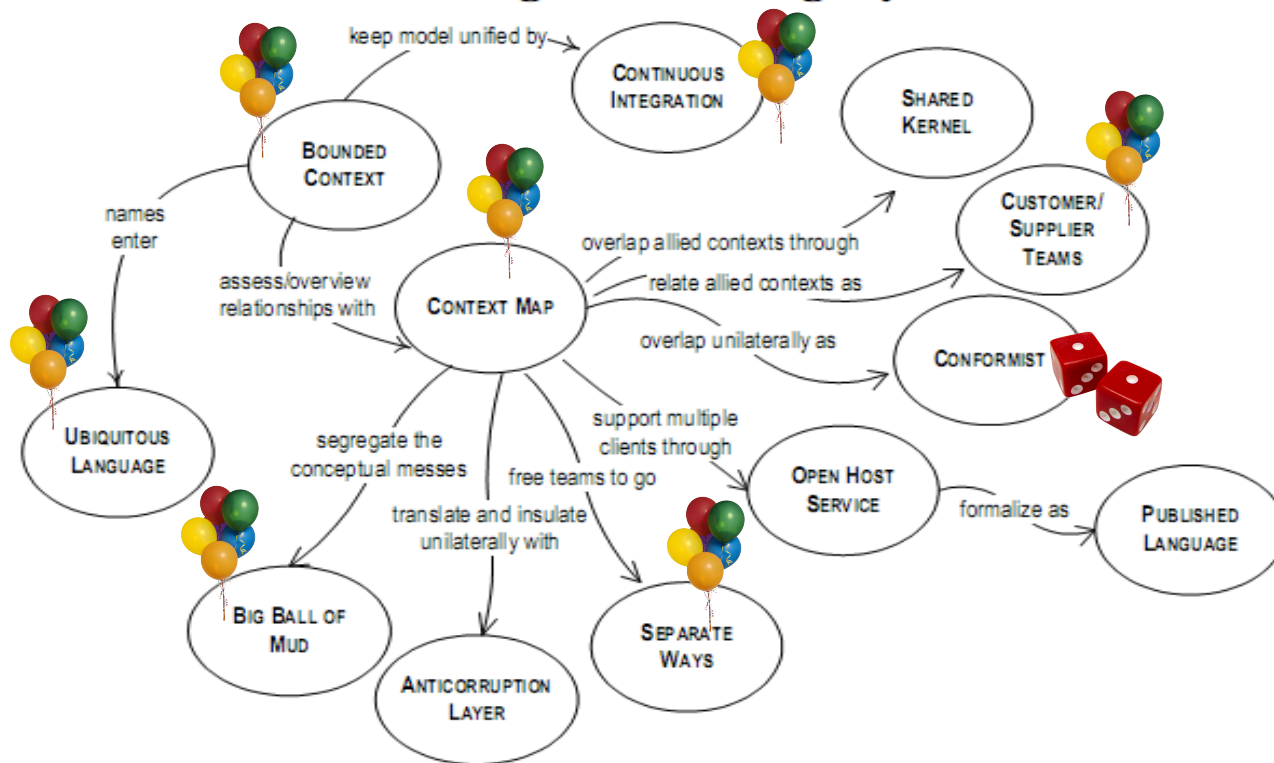 keep model unified by
CONTINUOUS
INTEGRATION
SHARED
KERNEL
BOUNDED
CONTEXT
names
enter
CUSTOMER/
SUPPLIER
TEAMS
overlap allied contexts through
assess/overview
relationships with
relate allied contexts as
CONTEXT MAP
overlap unilaterally as
CONFORMIST
support multiple
clients through
UBIQUITOUS
LANGUAGE
segregate the
conceptual messes
free teams to go
OPEN HOST
SERVICE
formalize as
PUBLISHED
LANGUAGE
translate and insulate
unilaterally with
BIG BALL OF
MUD
SEPARATE
WAYS
ANTICORRUPTION
LAYER